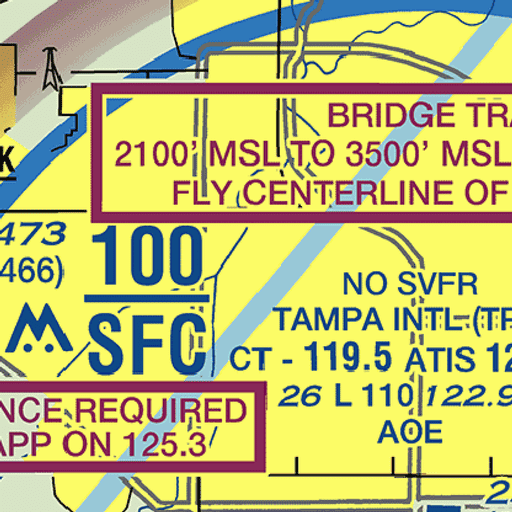 BRIDGE TRA
2100' MSL TO 3500' MSL
FLY CENTERLINE OF
K
473
466)
100
SFC
NO SVFR
TAMPA INTL (TP
CT - 119.5 ATIS 12
26 L 110 122.9
AOE
NCE REQUIRED
APP ON 125.3
2